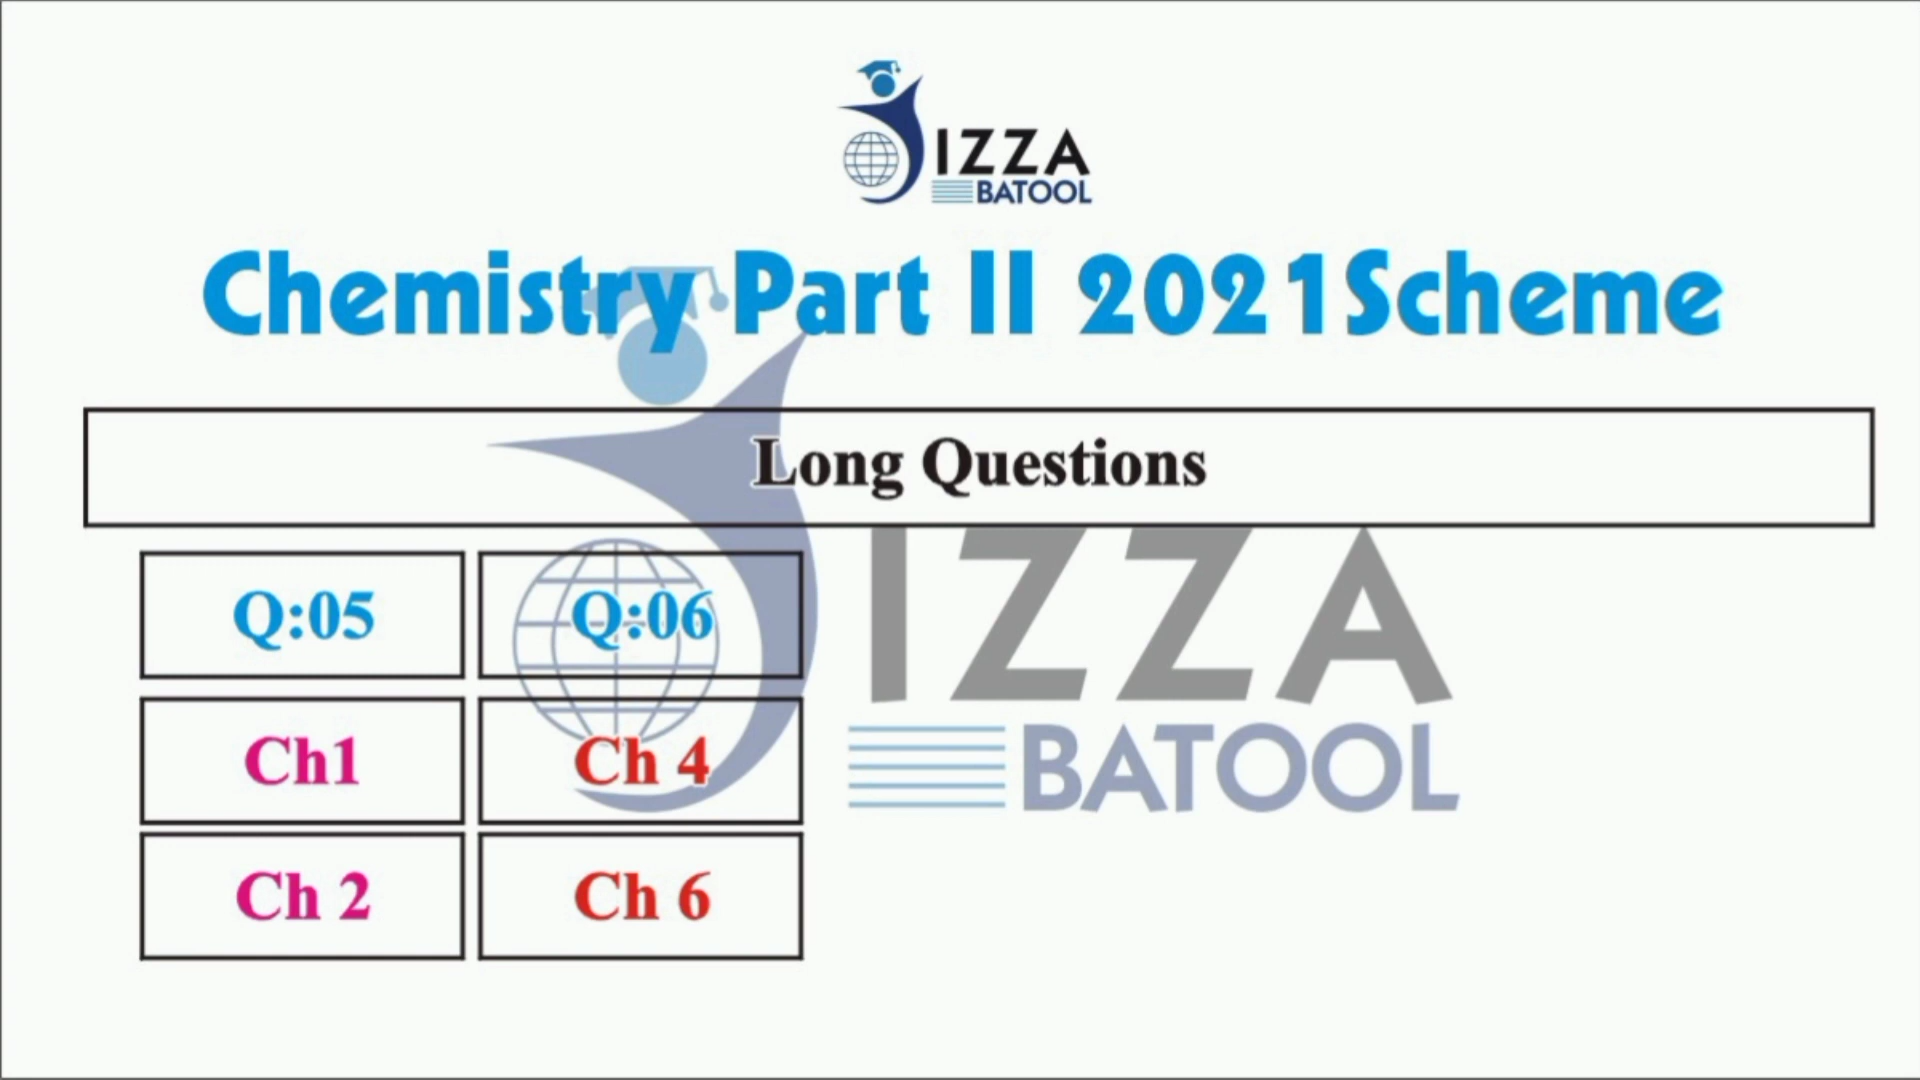 IZZA
BATOOL
Chemistry Part II 2021Scheme
Long Questions
Q:05 Q:06
Ch1 Ch 4
Ch 2 Ch 6
IZZA
BATOOL